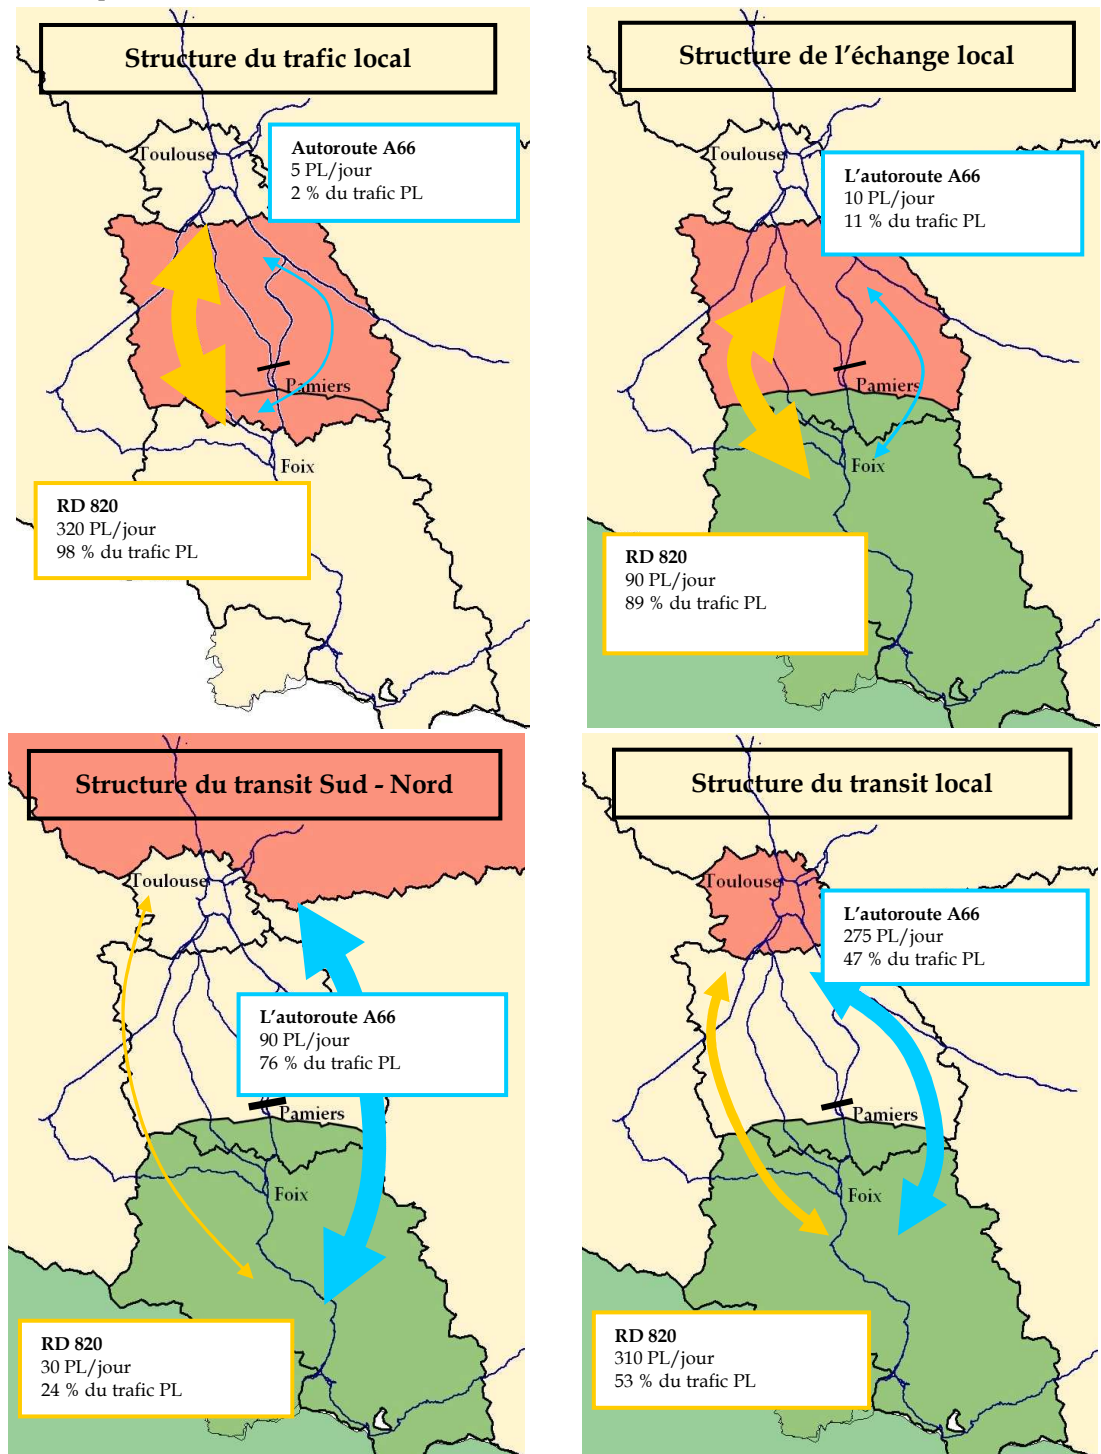 Structure du trafic local
Toulouse
Autoroute A66
5 PL/jour
2 % du trafic PL
Pamiers
Foix
RD 820
320 PL/jour
98 % du trafic PL
Structure de l'échange local
Toulouse
L'autoroute A66
10 PL/jour
11 % du trafic PL
Pamiers
Foix
RD 820
90 PL/jour
89 % du trafic PL
Structure du transit Sud - Nord
Toulouse
L'autoroute A66
90 PL/jour
76 % du trafic PL
Pamiers
Foix
RD 820
30 PL/jour
24 % du trafic PL
Structure du transit local
Toulouse
L'autoroute A66
275 PL/jour
47 % du trafic PL
Pamiers
Foix
RD 820
310 PL/jour
53 % du trafic PL